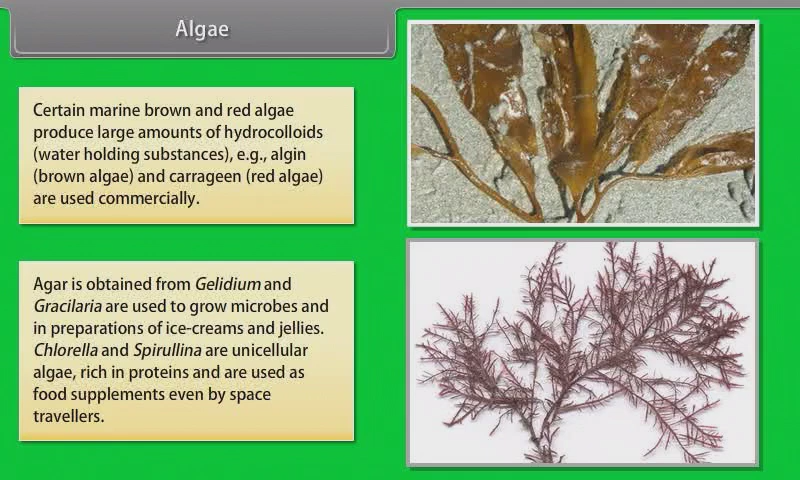 Algae
Certain marine brown and red algae
produce large amounts of hydrocolloids
(water holding substances), e.g., algin
(brown algae) and carrageen (red algae)
are used commercially.
Agar is obtained from Gelidium and
Gracilaria are used to grow microbes and
in preparations of ice-creams and jellies.
Chlorella and Spirullina are unicellular
algae, rich in proteins and are used as
food supplements even by space
travellers.